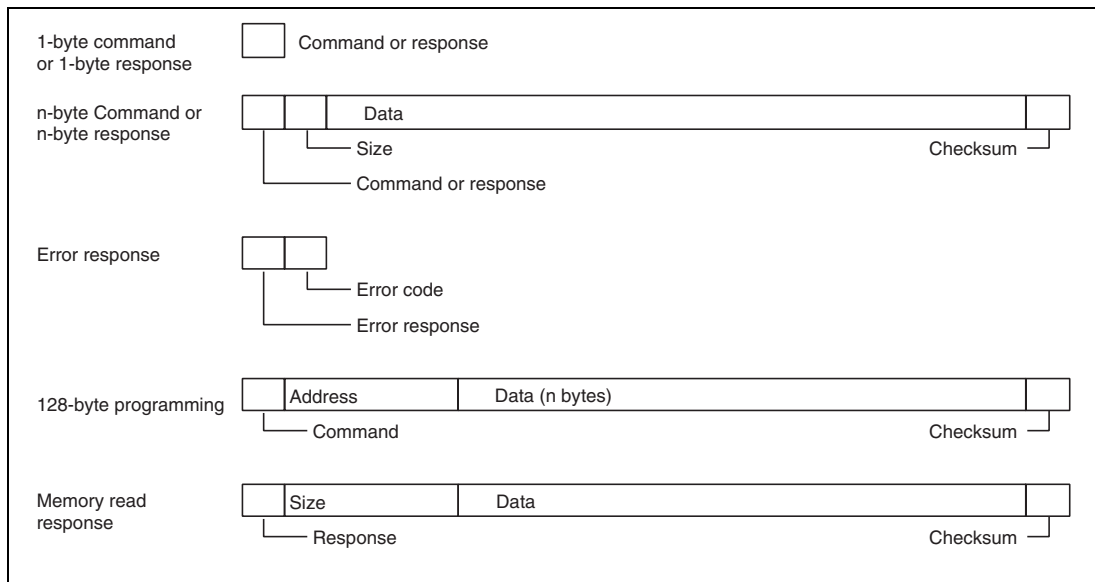 1-byte command
or 1-byte response
Command or response
n-byte Command or
n-byte response
Data
Size
Checksum
Command or response
Error response
Error code
Error response
128-byte programming
Address
Data (n bytes)
Command
Checksum
Memory read
response
Size
Data
Response
Checksum